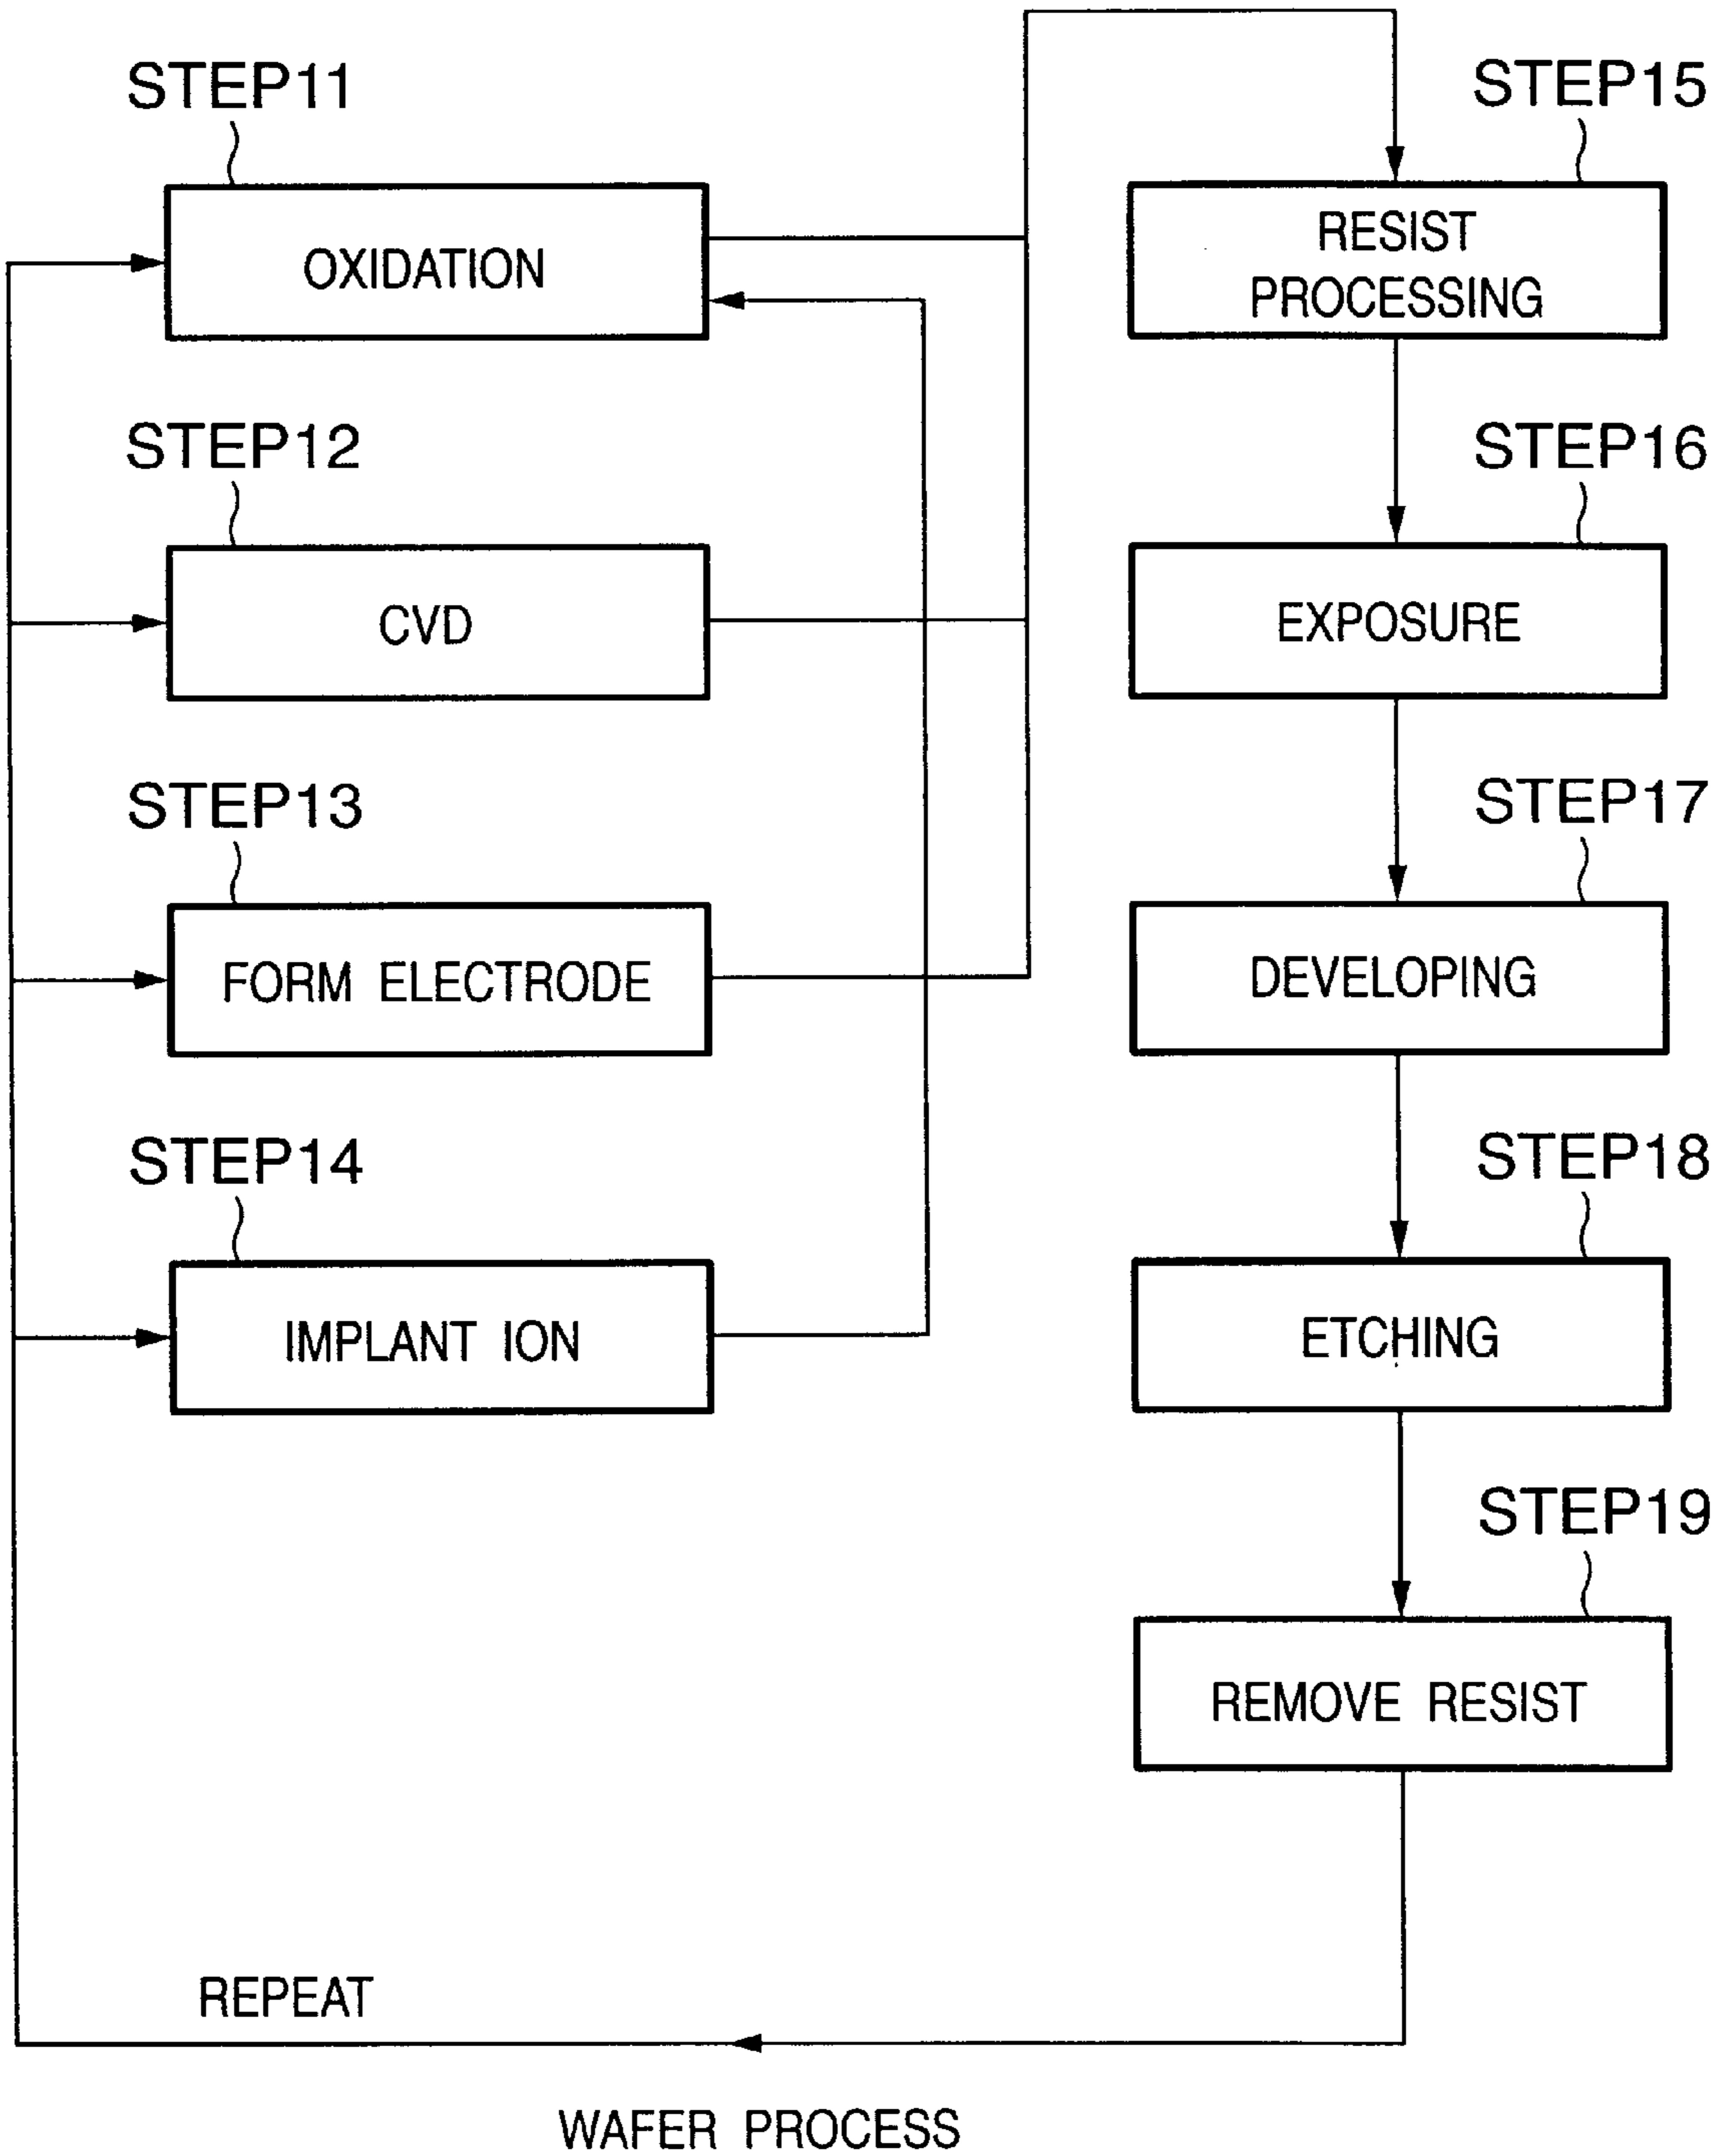 STEP11
OXIDATION
STEP12
CVD
STEP13
FORM ELECTRODE
STEP14
IMPLANT ION
STEP15
RESIST
PROCESSING
STEP16
EXPOSURE
STEP17
DEVELOPING
STEP18
ETCHING
STEP19
REMOVE RESIST
REPEAT
WAFER PROCESS